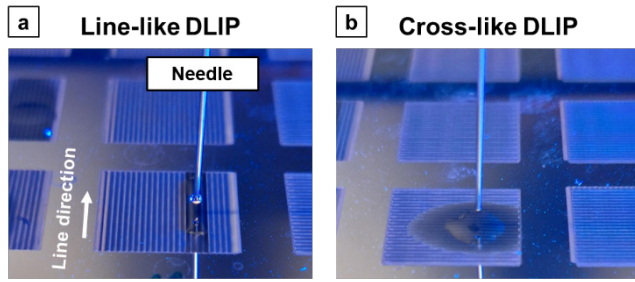 a
Line-like DLIP
Needle
Line direction
b
Cross-like DLIP